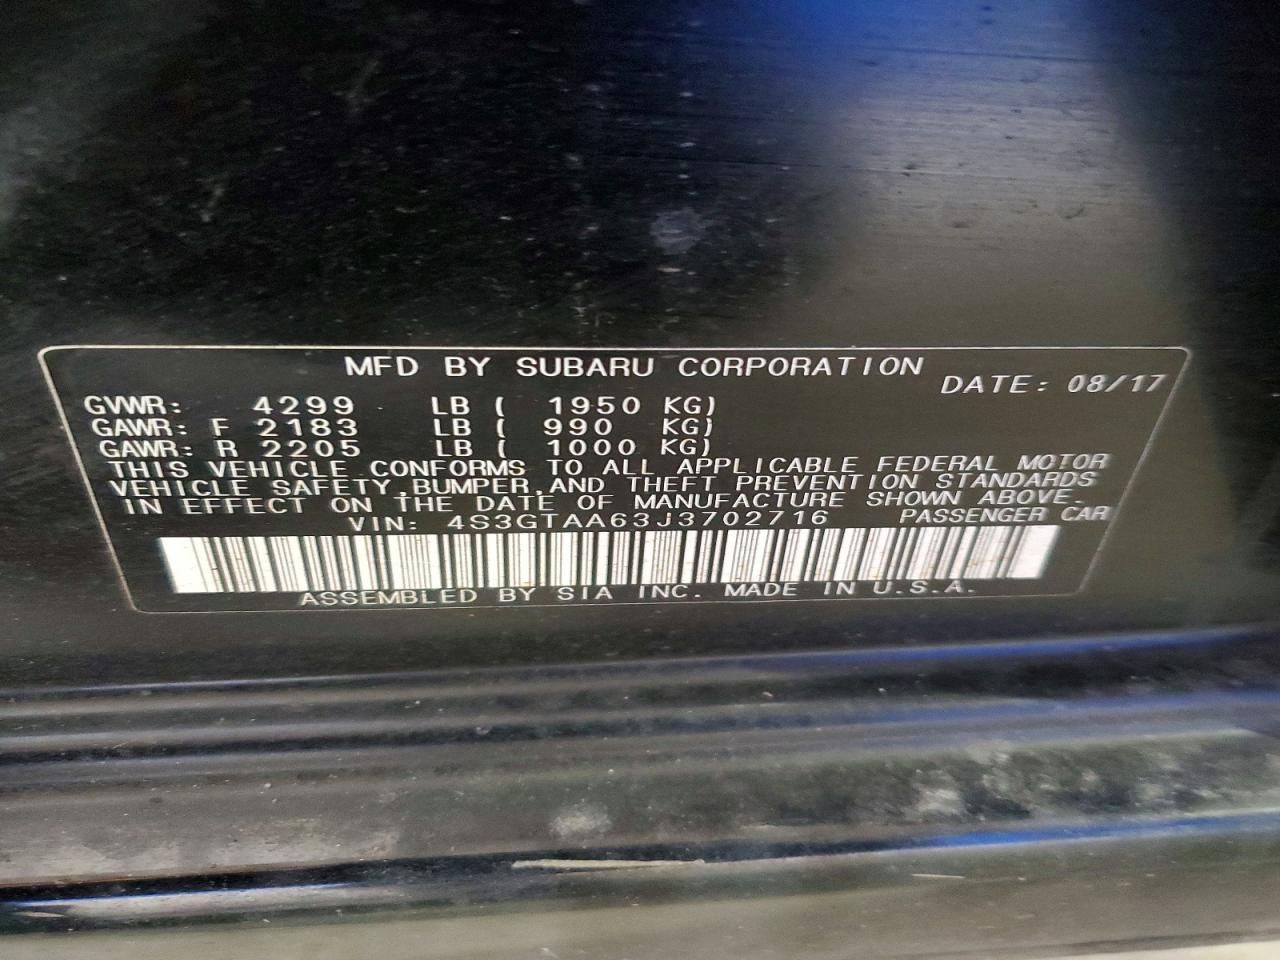 MFD BY SUBARU CORPORATION
DATE: 08/17
GVWR: 4299 LB ( 1950 KG)
GAWR: F 2183 LB ( 990 KG)
GAWR: R 2205 LB ( 1000 KG)
THIS VEHICLE CONFORMS TO ALL APPLICABLE FEDERAL MOTOR
VEHICLE SAFETY,BUMPER,AND THEFT PREVENTION STANDARDS
IN EFFECT ON THE DATE OF MANUFACTURE SHOWN ABOVE.
VIN: 4S3GTAA63J3702716 PASSENGER CAR
ASSEMBLED BY SIA INC. MADE IN U.S.A.